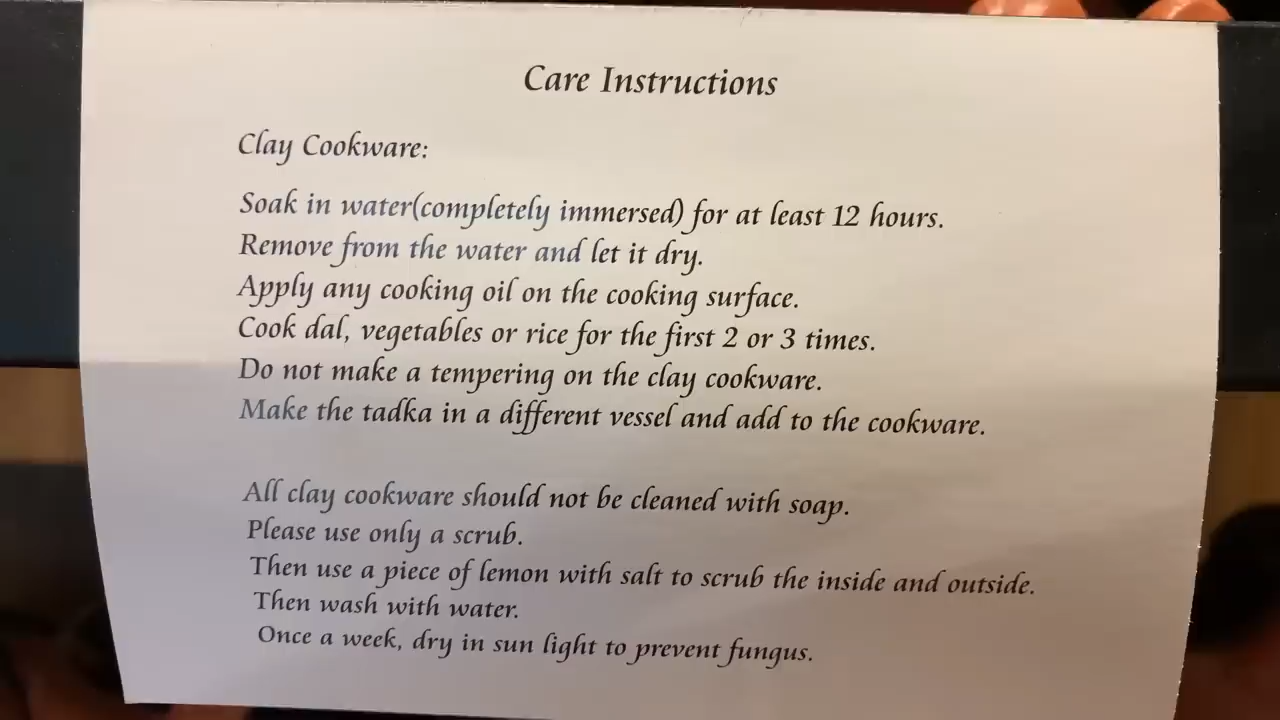 Care Instructions
Clay Cookware:
Soak in water(completely immersed) for at least 12 hours.
Remove from the water and let it dry.
Apply any cooking oil on the cooking surface.
Cook dal, vegetables or rice for the first 2 or 3 times.
Do not make a tempering on the clay cookware.
Make the tadka in a different vessel and add to the cookware.
All clay cookware should not be cleaned with soap.
Please use only a scrub.
Then use a piece of lemon with salt to scrub the inside and outside.
Then wash with water.
Once a week, dry in sun light to prevent fungus.